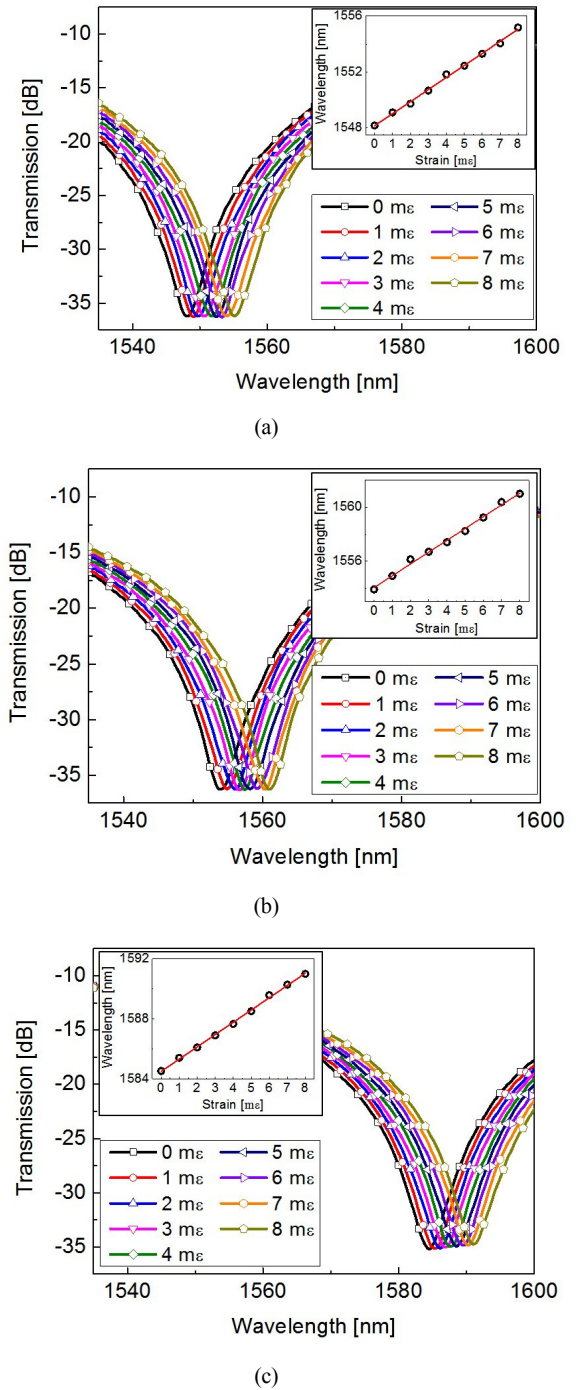 -10
-15
-20
-25
-30
-35
Transmission [dB]
1540
1560
1580
1600
Wavelength [nm]
1556
1552
1548
Wavelength [nm]
0 1 2 3 4 5 6 7 8
Strain [mε]
0 mε 5 mε
1 mε 6 mε
2 mε 7 mε
3 mε 8 mε
4 mε
(a)
-10
-15
-20
-25
-30
-35
Transmission [dB]
1540
1560
1580
1600
Wavelength [nm]
1560
1556
Wavelength [nm]
0 1 2 3 4 5 6 7 8
Strain [mε]
0 mε 5 mε
1 mε 6 mε
2 mε 7 mε
3 mε 8 mε
4 mε
(b)
-10
-15
-20
-25
-30
-35
Transmission [dB]
1540
1560
1580
1600
Wavelength [nm]
1592
1588
1584
Wavelength [nm]
0 1 2 3 4 5 6 7 8
Strain [mε]
0 mε 5 mε
1 mε 6 mε
2 mε 7 mε
3 mε 8 mε
4 mε
(c)